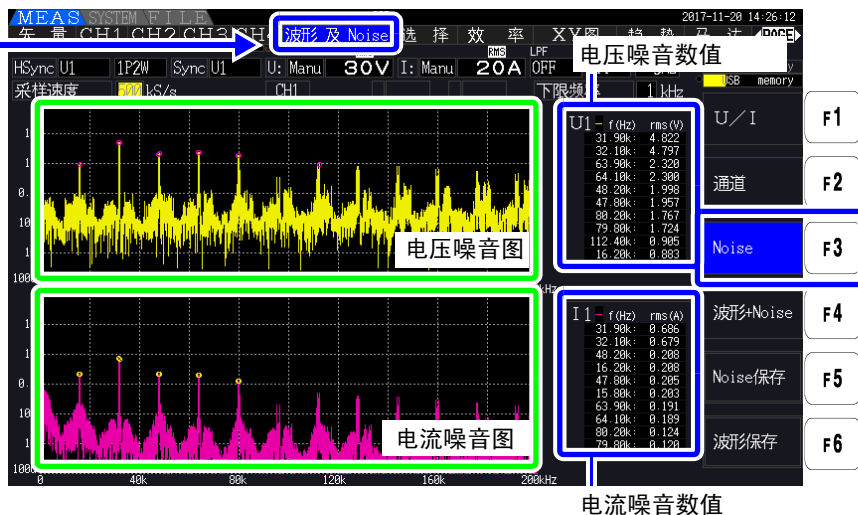 MEAS SYSTEM FILE 2017-11-20 14:26:12
矢 量 CH1 CH2 CH3 波形 及 Noise 选 择 效 率 XY图
电压噪音数值
HSync U1 1P2W Sync U1 U: Manu 30V I: Manu RMS 20A LPF OFF
USB memory
采样速度 500 kS/s CH1 1 kHz
U1 f(Hz) rms(V)
31.90k: 4.822
32.10k: 4.797
63.90k: 2.320
64.10k: 2.300
48.20k: 1.998
47.80k: 1.957
80.20k: 1.767
79.80k: 1.724
112.40k: 0.905
16.20k: 0.883
电压噪音图
I1 f(Hz) rms(A)
31.90k: 0.686
32.10k: 0.679
48.20k: 0.208
16.20k: 0.208
47.80k: 0.205
15.80k: 0.203
63.90k: 0.191
64.10k: 0.189
80.20k: 0.124
79.80k: 0.120
电流噪音图
0 40k 80k 120k 160k 200kHz
电流噪音数值
U/I F1
通道 F2
Noise F3
波形+Noise F4
Noise保存 F5
波形保存 F6